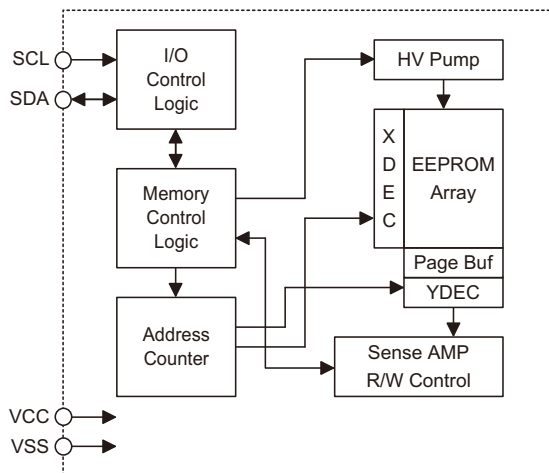 SCL
SDA
I/O
Control
Logic
HV Pump
X
D
E
C
EEPROM
Array
Memory
Control
Logic
Page Buf
YDEC
Address
Counter
Sense AMP
R/W Control
VCC
VSS